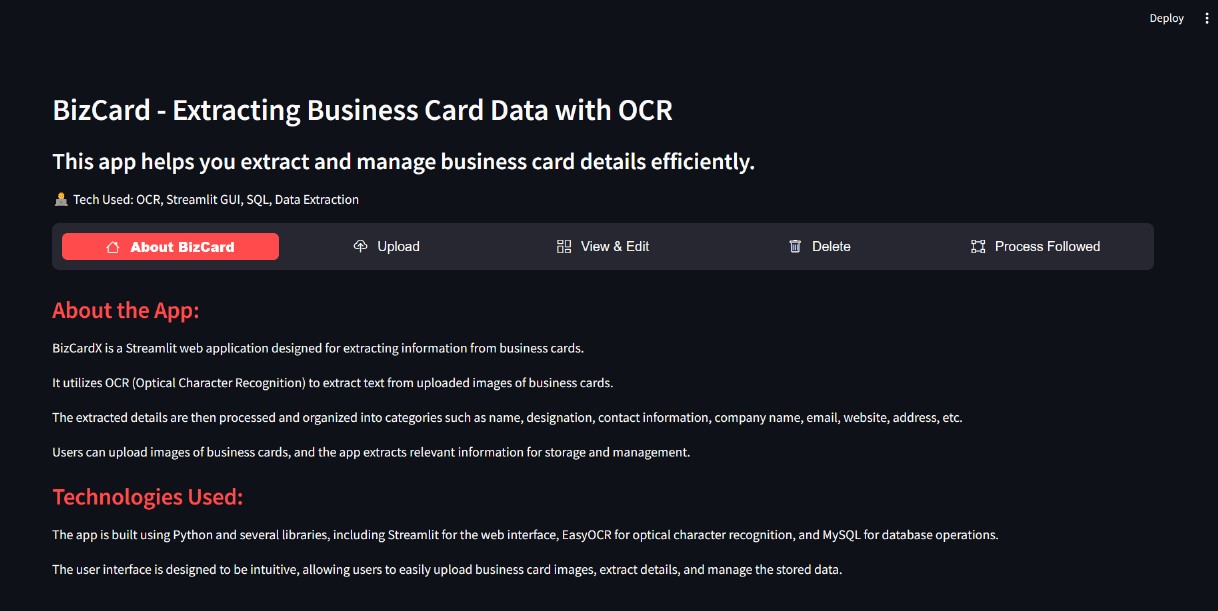 Deploy
BizCard - Extracting Business Card Data with OCR
This app helps you extract and manage business card details efficiently.
Tech Used: OCR, Streamlit GUI, SQL, Data Extraction
About BizCard
Upload
View & Edit
Delete
Process Followed
About the App:
BizCardX is a Streamlit web application designed for extracting information from business cards.
It utilizes OCR (Optical Character Recognition) to extract text from uploaded images of business cards.
The extracted details are then processed and organized into categories such as name, designation, contact information, company name, email, website, address, etc.
Users can upload images of business cards, and the app extracts relevant information for storage and management.
Technologies Used:
The app is built using Python and several libraries, including Streamlit for the web interface, EasyOCR for optical character recognition, and MySQL for database operations.
The user interface is designed to be intuitive, allowing users to easily upload business card images, extract details, and manage the stored data.